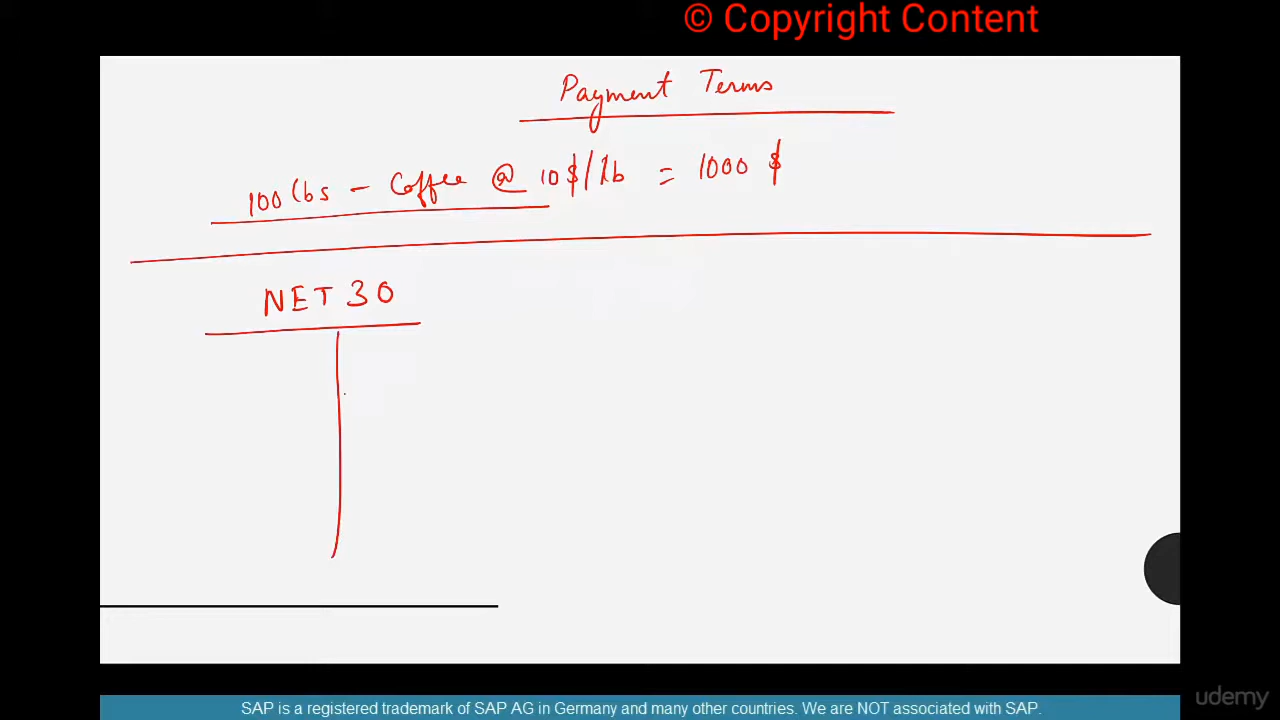 © Copyright Content
Payment Terms
100 lbs - Coffee @ 10$/lb = 1000 $
NET 30
udemy
SAP is a registered trademark of SAP AG in Germany and many other countries. We are NOT associated with SAP.